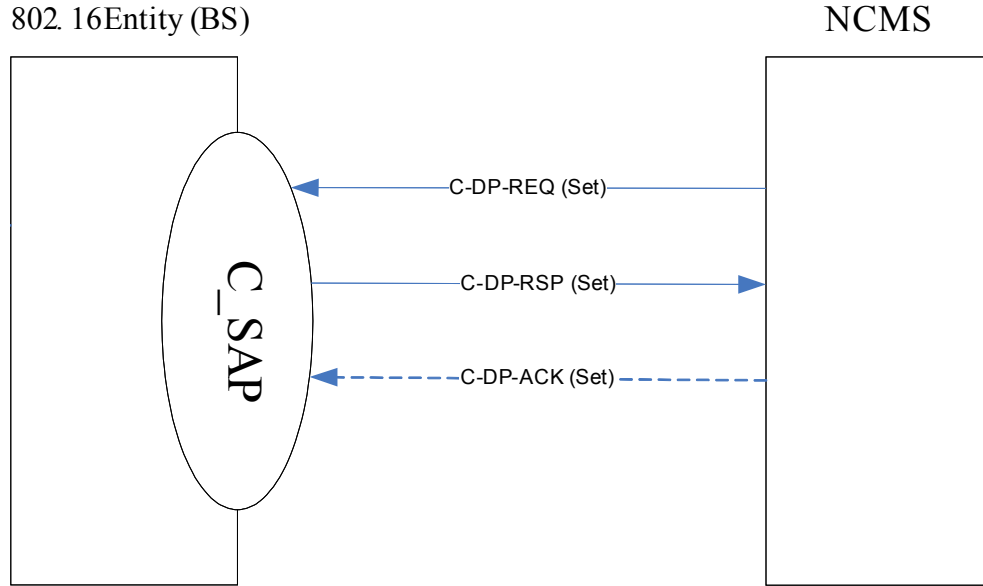 802. 16Entity (BS)
NCMS
C-DP-REQ (Set)
C_SAP
C-DP-RSP (Set)
C-DP-ACK (Set)